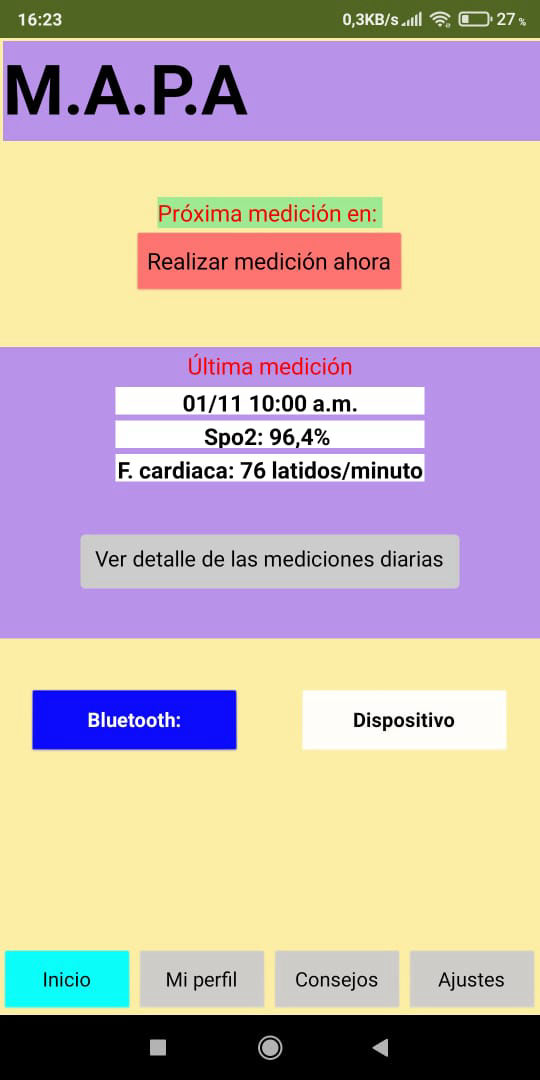 16:23 0,3KB/s 27 %
M.A.P.A
Próxima medición en:
Realizar medición ahora
Última medición
01/11 10:00 a.m.
Spo2: 96,4%
F. cardiaca: 76 latidos/minuto
Ver detalle de las mediciones diarias
Bluetooth: Dispositivo
Inicio Mi perfil Consejos Ajustes